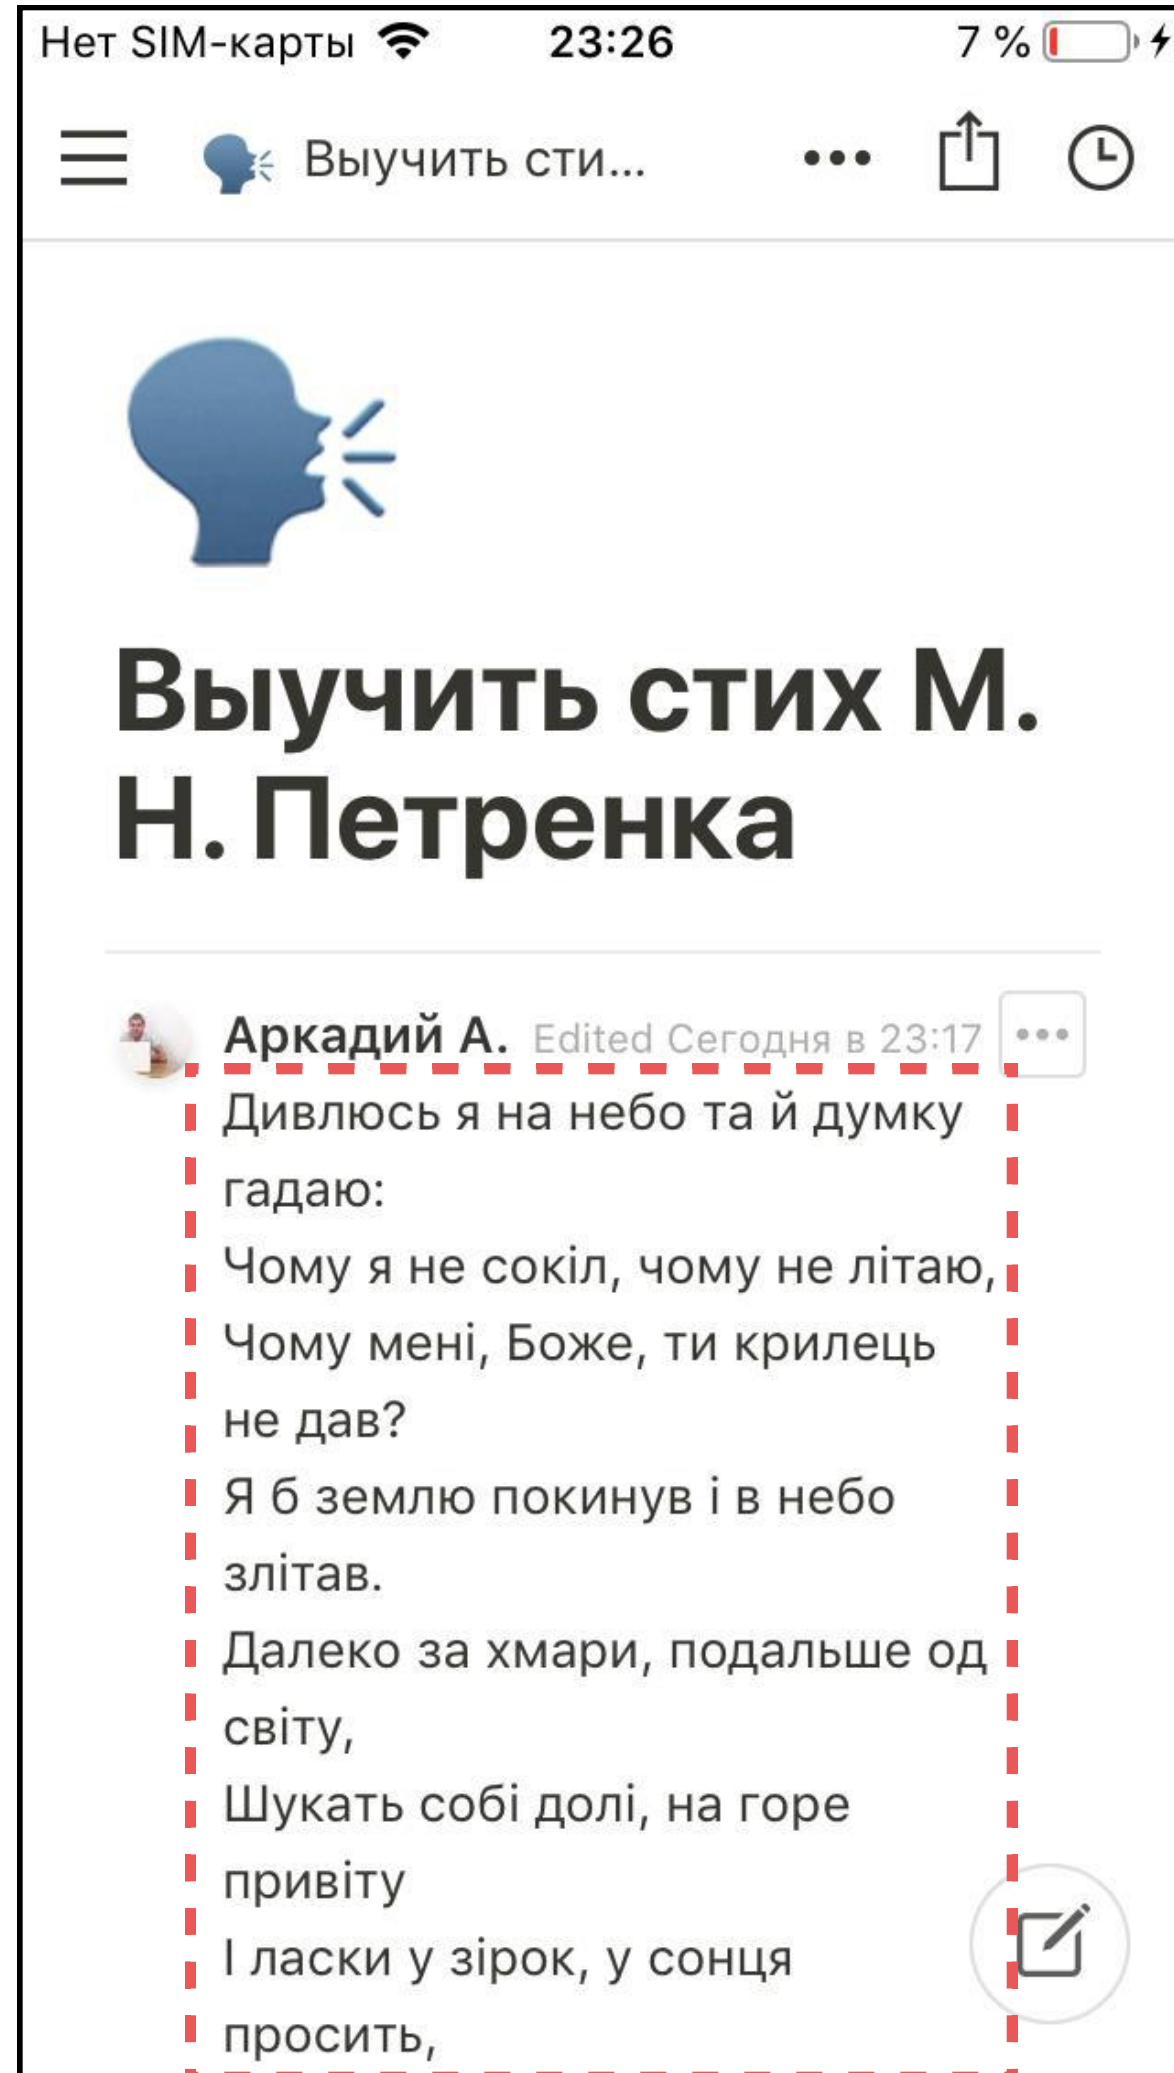 Нет SIM-карты 23:26 7 %
Выучить сти...
Выучить стих М.
Н. Петренка
Аркадий А. Edited Сегодня в 23:17
Дивлюсь я на небо та й думку
гадаю:
Чому я не сокіл, чому не літаю,
Чому мені, Боже, ти крилець
не дав?
Я б землю покинув і в небо
злітав.
Далеко за хмари, подальше од
світу,
Шукать собі долі, на горе
привіту
І ласки у зірок, у сонця
просить,